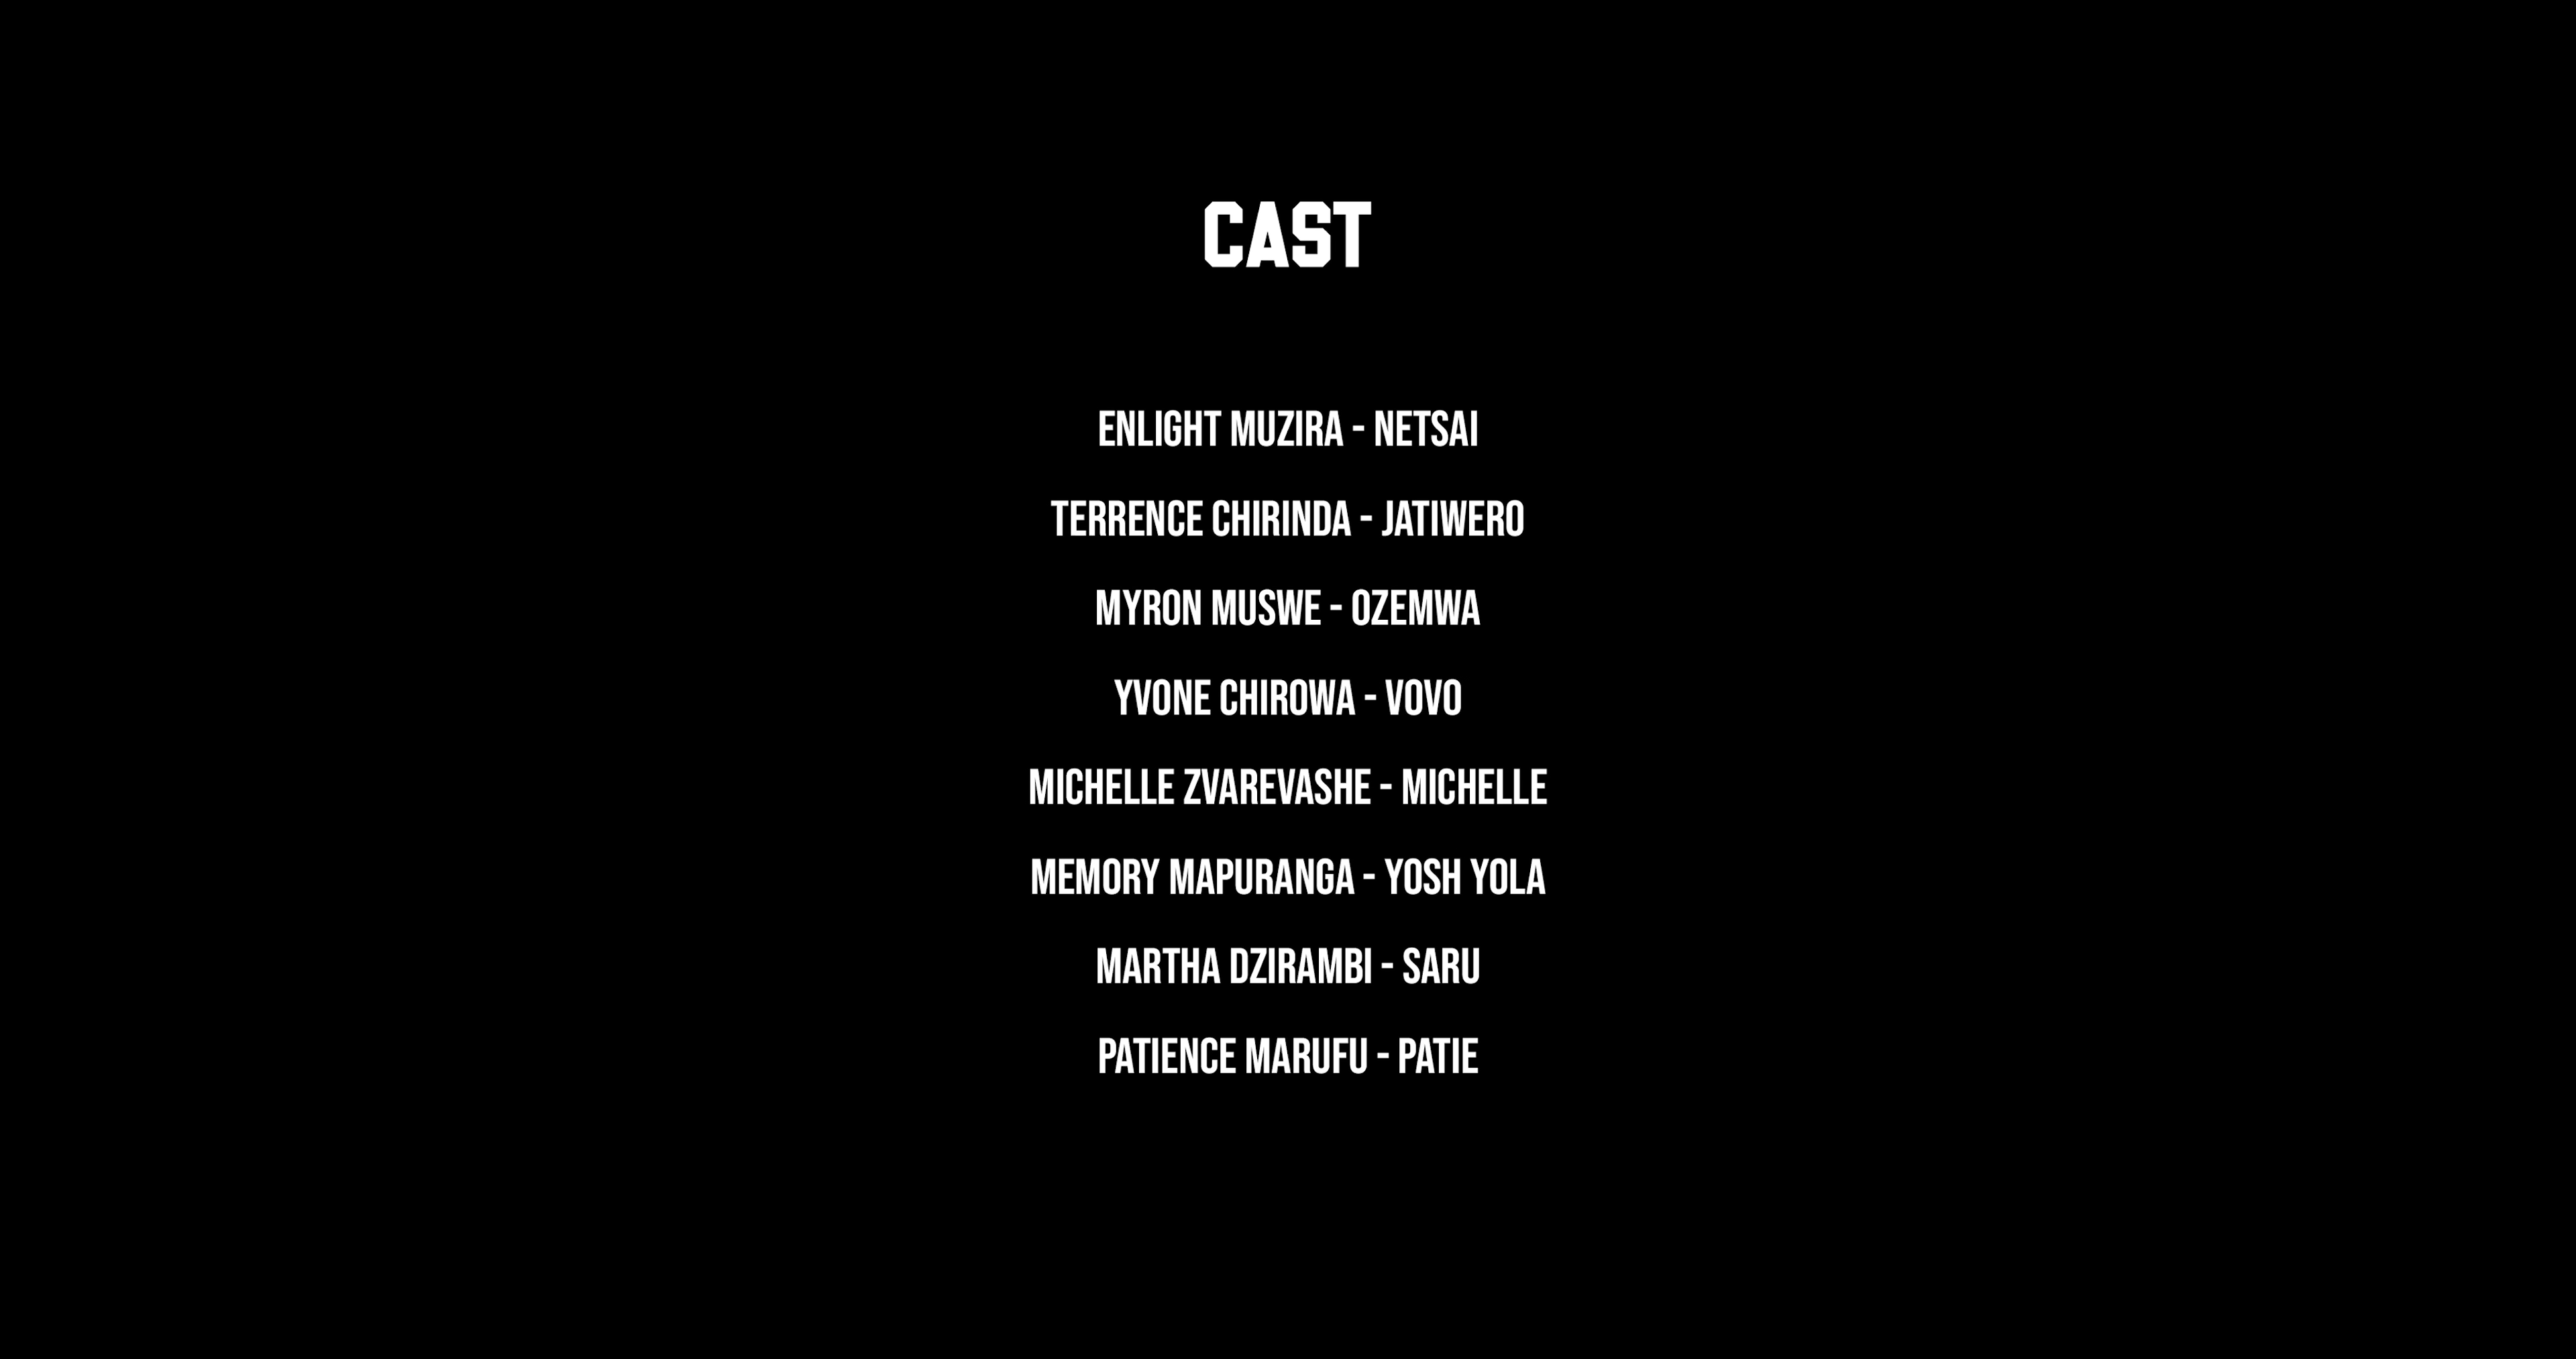 CAST
ENLIGHT MUZIRA - NETSAI
TERRENCE CHIRINDA - JATIWERO
MYRON MUSWE - OZEMWA
YVONE CHIROWA - VOVO
MICHELLE ZVAREVASHE - MICHELLE
MEMORY MAPURANGA - YOSH YOLA
MARTHA DZIRAMBI - SARU
PATIENCE MARUFU - PATIE